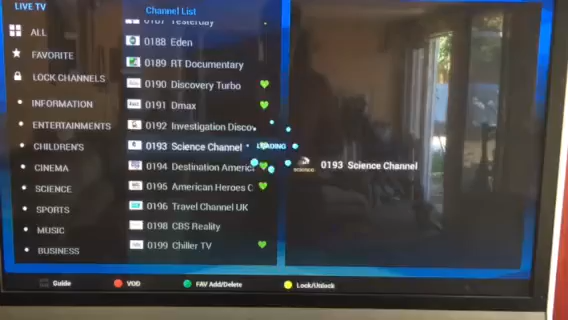 LIVE TV
Channel List
ALL
FAVORITE
LOCK CHANNELS
INFORMATION
ENTERTAINMENTS
CHILDREN'S
CINEMA
SCIENCE
SPORTS
MUSIC
BUSINESS
0187 Yesterday
0188 Eden
0189 RT Documentary
0190 Discovery Turbo
0191 Dmax
0192 Investigation Disco
0193 Science Channel
0194 Destination Americ
0195 American Heroes C
0196 Travel Channel UK
0198 CBS Reality
0199 Chiller TV
LOADING
SCIENCE
0193 Science Channel
Guide
VOD
FAV Add/Delete
Lock/Unlock